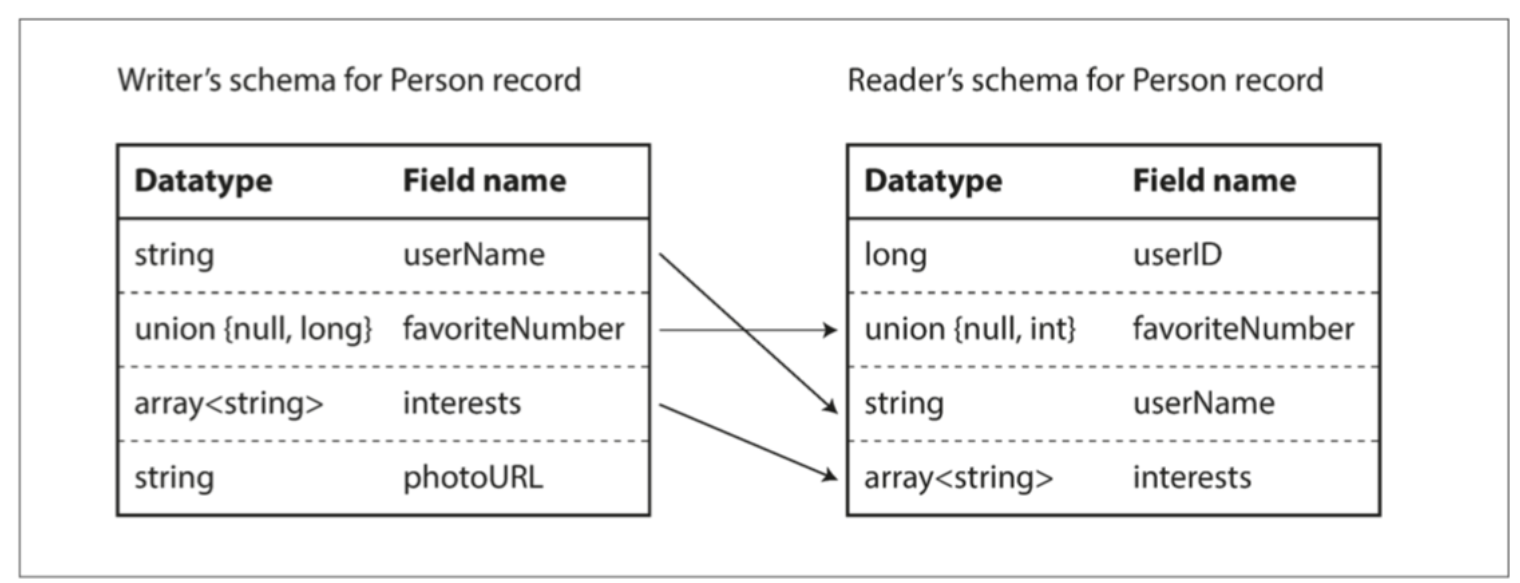 Writer’s schema for Person record
Datatype Field name
string userName
union {null, long} favoriteNumber
array<string> interests
string photoURL
Reader’s schema for Person record
Datatype Field name
long userID
union {null, int} favoriteNumber
string userName
array<string> interests